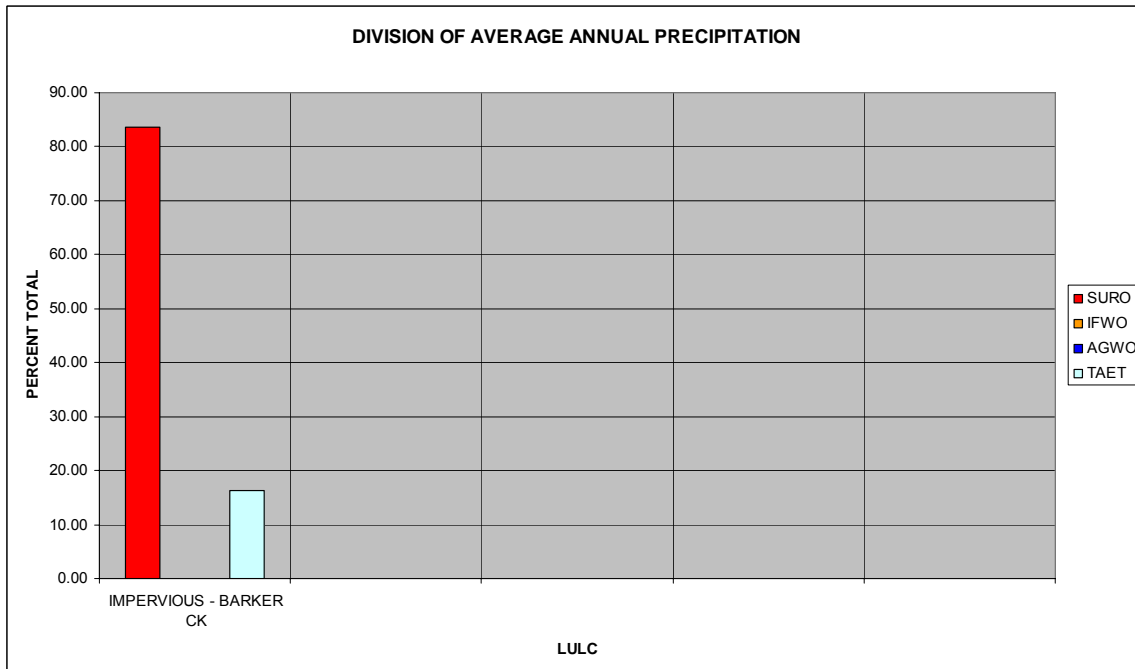 DIVISION OF AVERAGE ANNUAL PRECIPITATION
90.00
80.00
70.00
60.00
50.00
40.00
30.00
20.00
10.00
0.00
PERCENT TOTAL
IMPERVIOUS - BARKER
CK
LULC
SURO
IFWO
AGWO
TAET